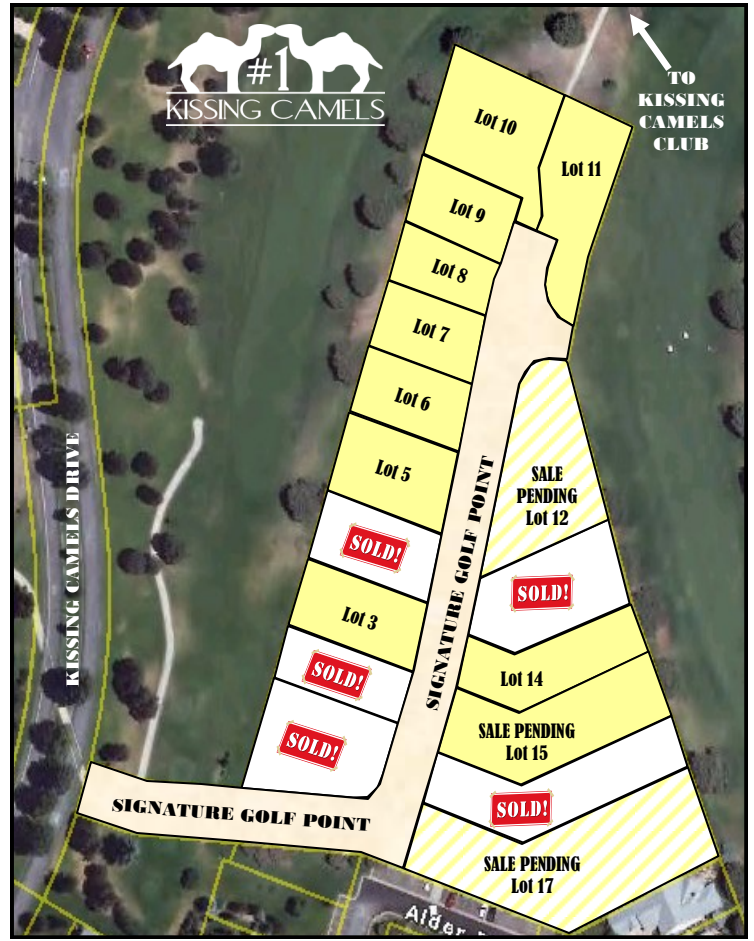 #1
KISSING CAMELS
TO
KISSING
CAMELS
CLUB
Lot 10
Lot 11
Lot 9
Lot 8
Lot 7
Lot 6
Lot 5
SOLD!
Lot 3
SOLD!
SOLD!
SALE
PENDING
Lot 12
SOLD!
Lot 14
SALE PENDING
Lot 15
SOLD!
SALE PENDING
Lot 17
KISSING CAMELS DRIVE
SIGNATURE GOLF POINT
SIGNATURE GOLF POINT
Alder